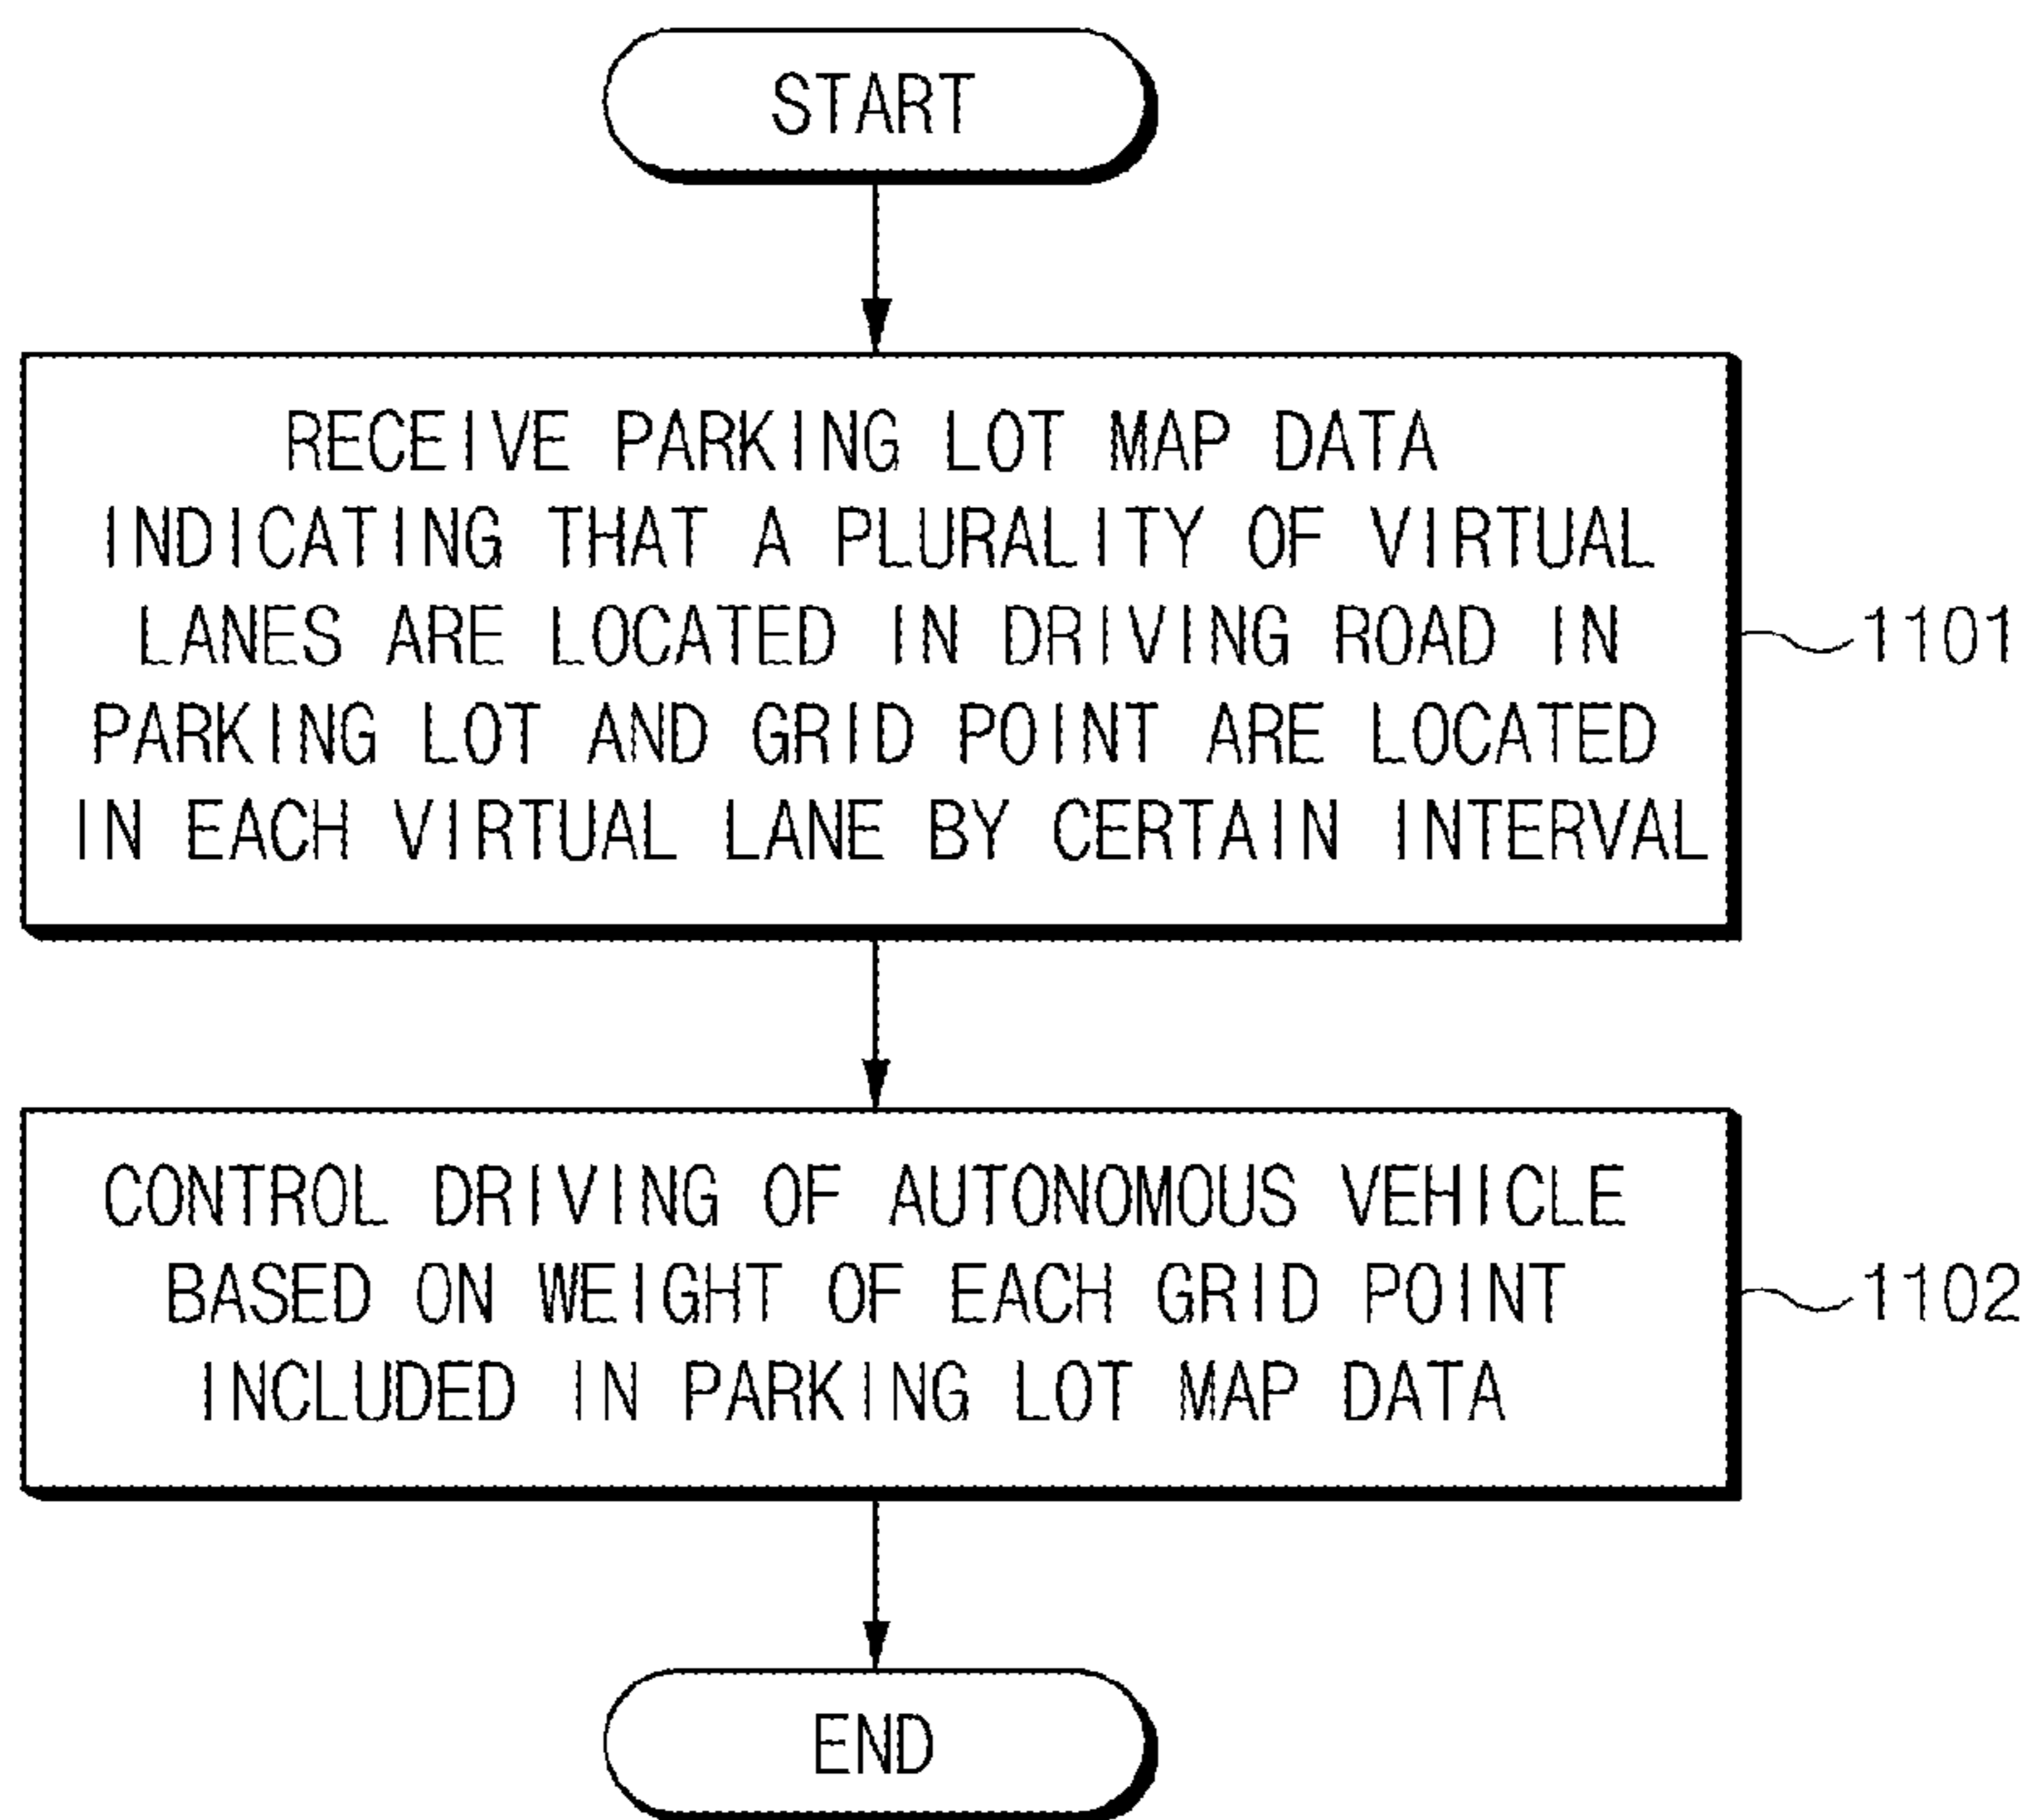 START
RECEIVE PARKING LOT MAP DATA
INDICATING THAT A PLURALITY OF VIRTUAL
LANES ARE LOCATED IN DRIVING ROAD IN
PARKING LOT AND GRID POINT ARE LOCATED
IN EACH VIRTUAL LANE BY CERTAIN INTERVAL
1101
CONTROL DRIVING OF AUTONOMOUS VEHICLE
BASED ON WEIGHT OF EACH GRID POINT
INCLUDED IN PARKING LOT MAP DATA
1102
END